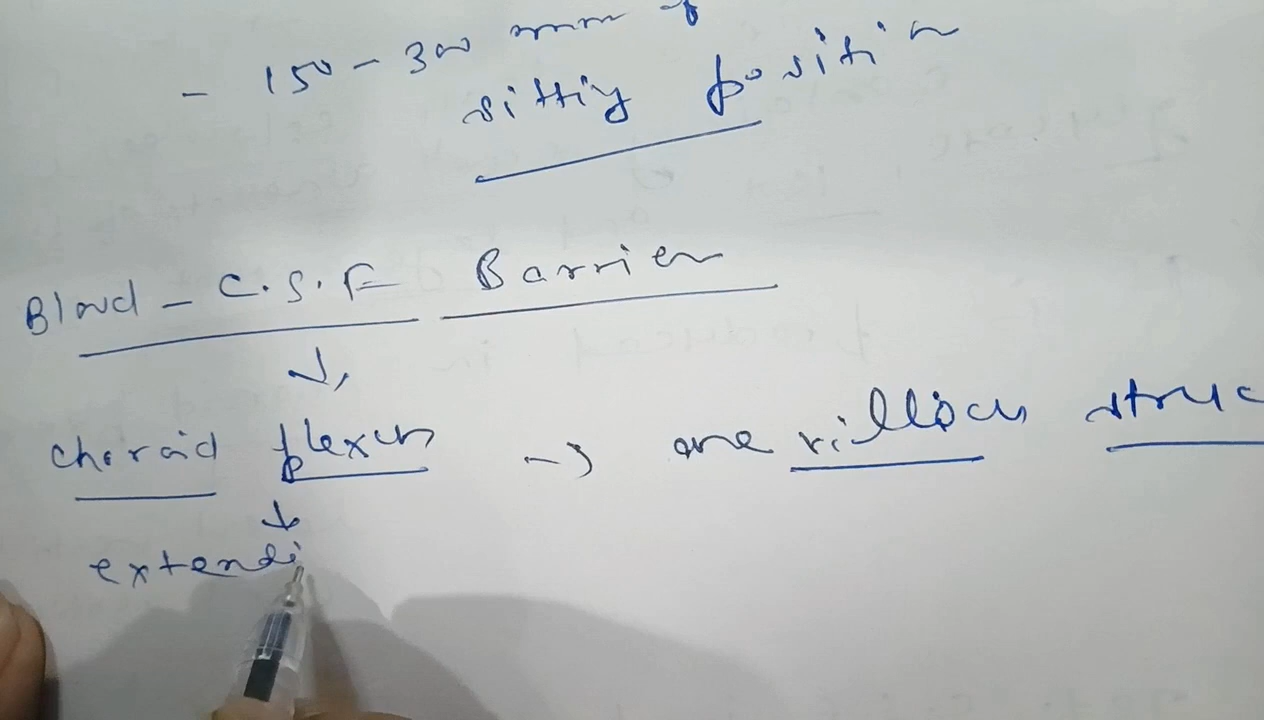 - 150-300 mm of
sitting position
Blood - C.S.F Barrier
↓,
choroid plexus → are villous struc
↓
extendi